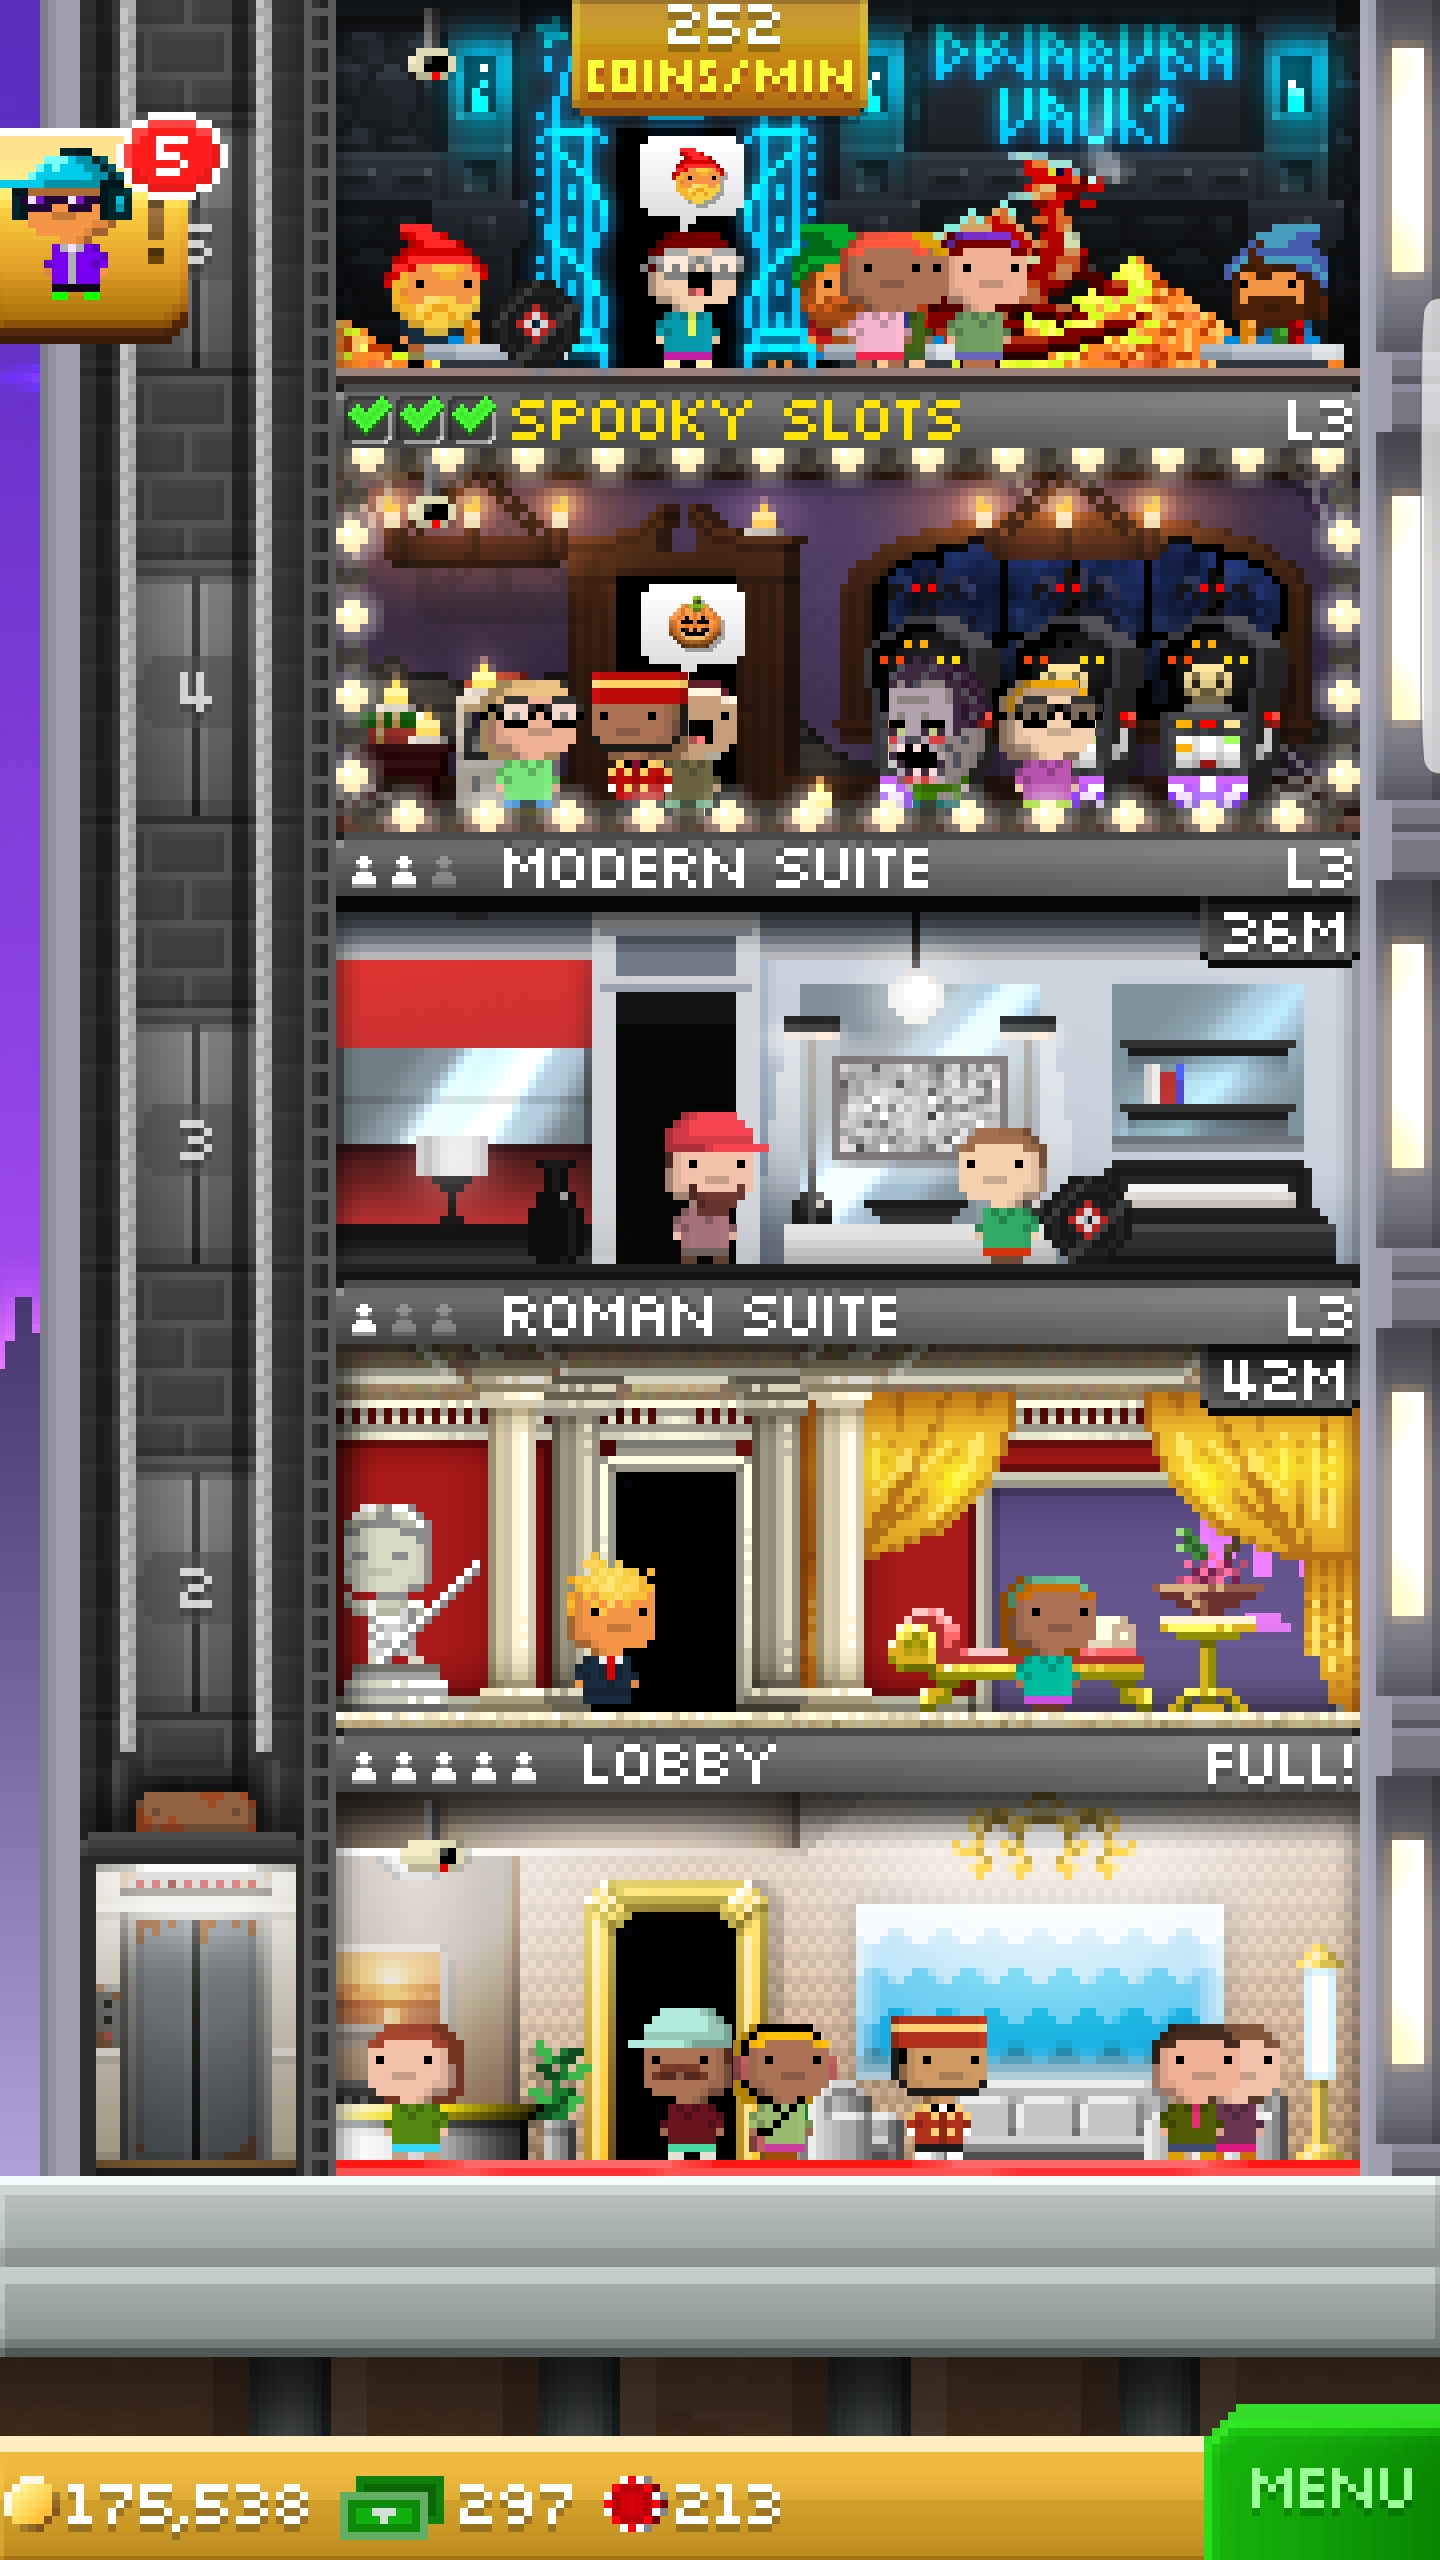 252
COINS/MIN
DWARVEN
VAULT
5
5
SPOOKY SLOTS L3
4
MODERN SUITE L3
36M
3
ROMAN SUITE L3
42M
2
LOBBY FULL!
175,538 297 213
MENU